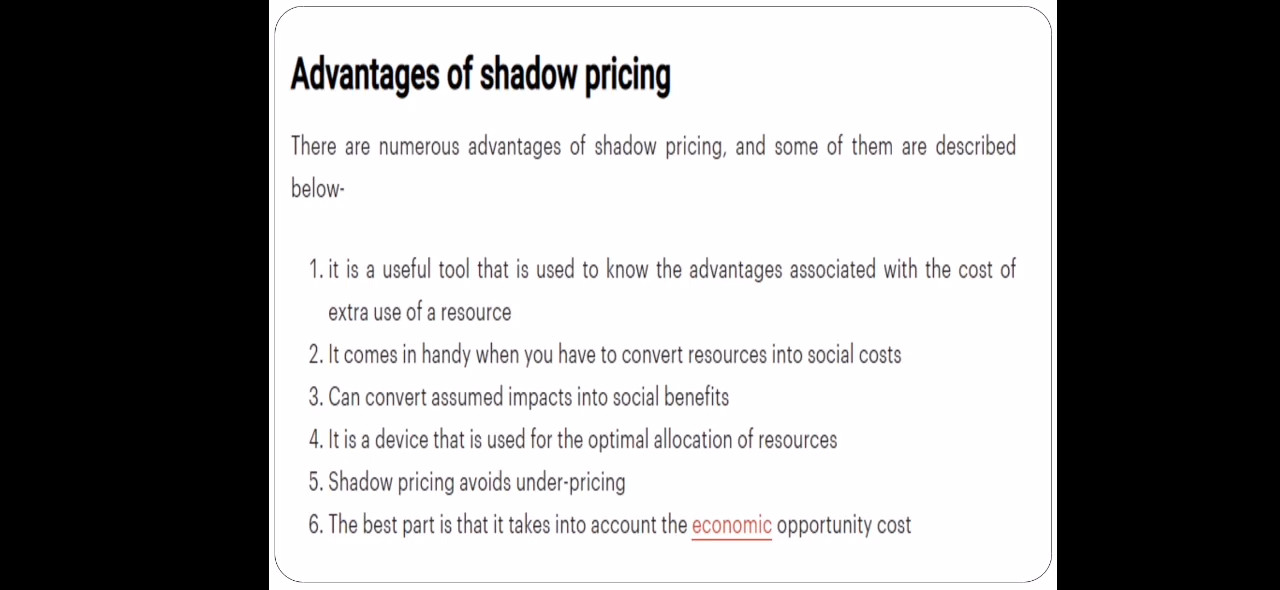 Advantages of shadow pricing
There are numerous advantages of shadow pricing, and some of them are described
below-
1. it is a useful tool that is used to know the advantages associated with the cost of
extra use of a resource
2. It comes in handy when you have to convert resources into social costs
3. Can convert assumed impacts into social benefits
4. It is a device that is used for the optimal allocation of resources
5. Shadow pricing avoids under-pricing
6. The best part is that it takes into account the economic opportunity cost